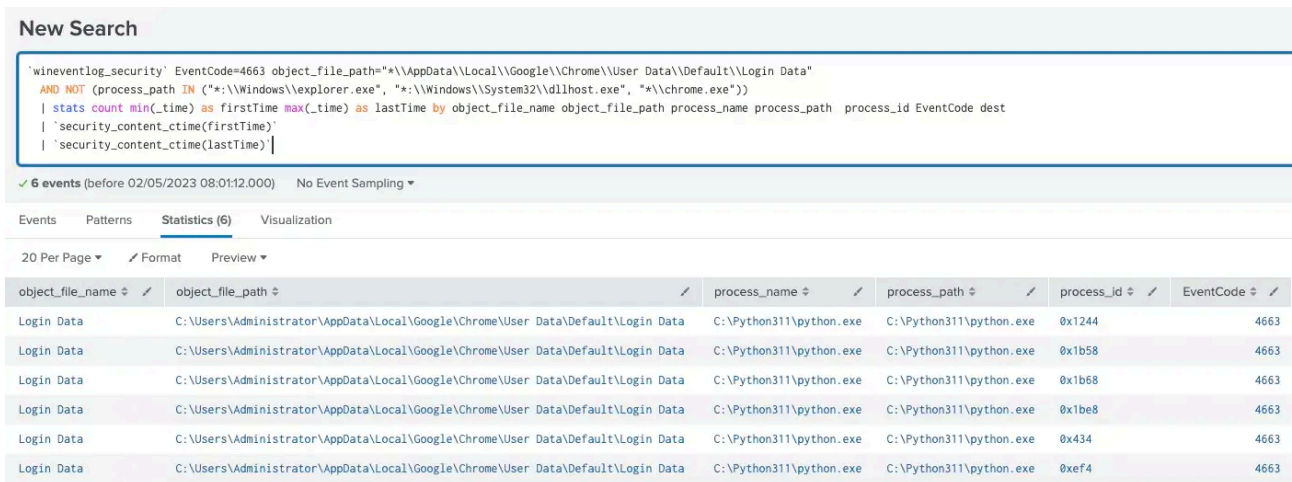 New Search
`wineventlog_security` EventCode=4663 object_file_path="*\\AppData\\Local\\Google\\Chrome\\User Data\\Default\\Login Data"
AND NOT (process_path IN ("*:\\Windows\\explorer.exe", "*:\\Windows\\System32\\dllhost.exe", "*\\chrome.exe"))
| stats count min(_time) as firstTime max(_time) as lastTime by object_file_name object_file_path process_name process_path process_id EventCode dest
| `security_content_ctime(firstTime)`
| `security_content_ctime(lastTime)`
✓ 6 events (before 02/05/2023 08:01:12.000) No Event Sampling
Events Patterns Statistics (6) Visualization
20 Per Page Format Preview
object_file_name object_file_path process_name process_path process_id EventCode
Login Data C:\Users\Administrator\AppData\Local\Google\Chrome\User Data\Default\Login Data C:\Python311\python.exe C:\Python311\python.exe 0x1244 4663
Login Data C:\Users\Administrator\AppData\Local\Google\Chrome\User Data\Default\Login Data C:\Python311\python.exe C:\Python311\python.exe 0x1b58 4663
Login Data C:\Users\Administrator\AppData\Local\Google\Chrome\User Data\Default\Login Data C:\Python311\python.exe C:\Python311\python.exe 0x1b68 4663
Login Data C:\Users\Administrator\AppData\Local\Google\Chrome\User Data\Default\Login Data C:\Python311\python.exe C:\Python311\python.exe 0x1be8 4663
Login Data C:\Users\Administrator\AppData\Local\Google\Chrome\User Data\Default\Login Data C:\Python311\python.exe C:\Python311\python.exe 0x434 4663
Login Data C:\Users\Administrator\AppData\Local\Google\Chrome\User Data\Default\Login Data C:\Python311\python.exe C:\Python311\python.exe 0xef4 4663